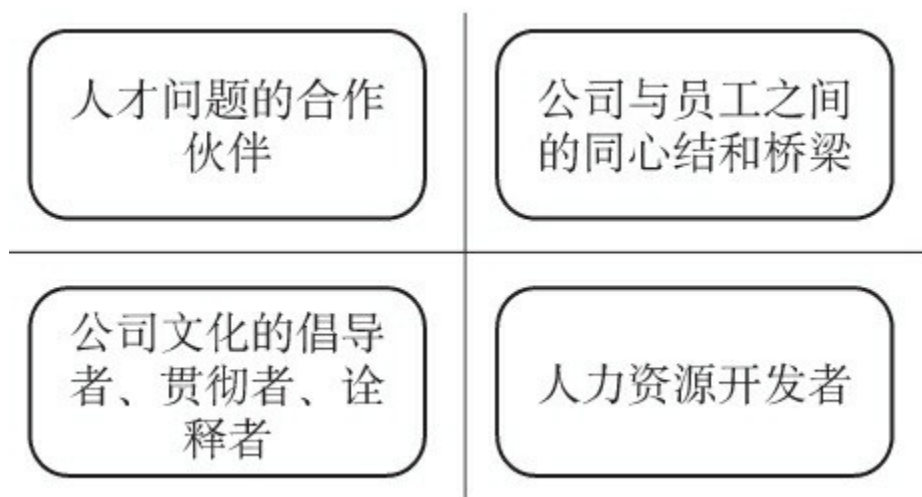 人才问题的合作
伙伴
公司与员工之间
的同心结和桥梁
公司文化的倡导
者、贯彻者、诠
释者
人力资源开发者